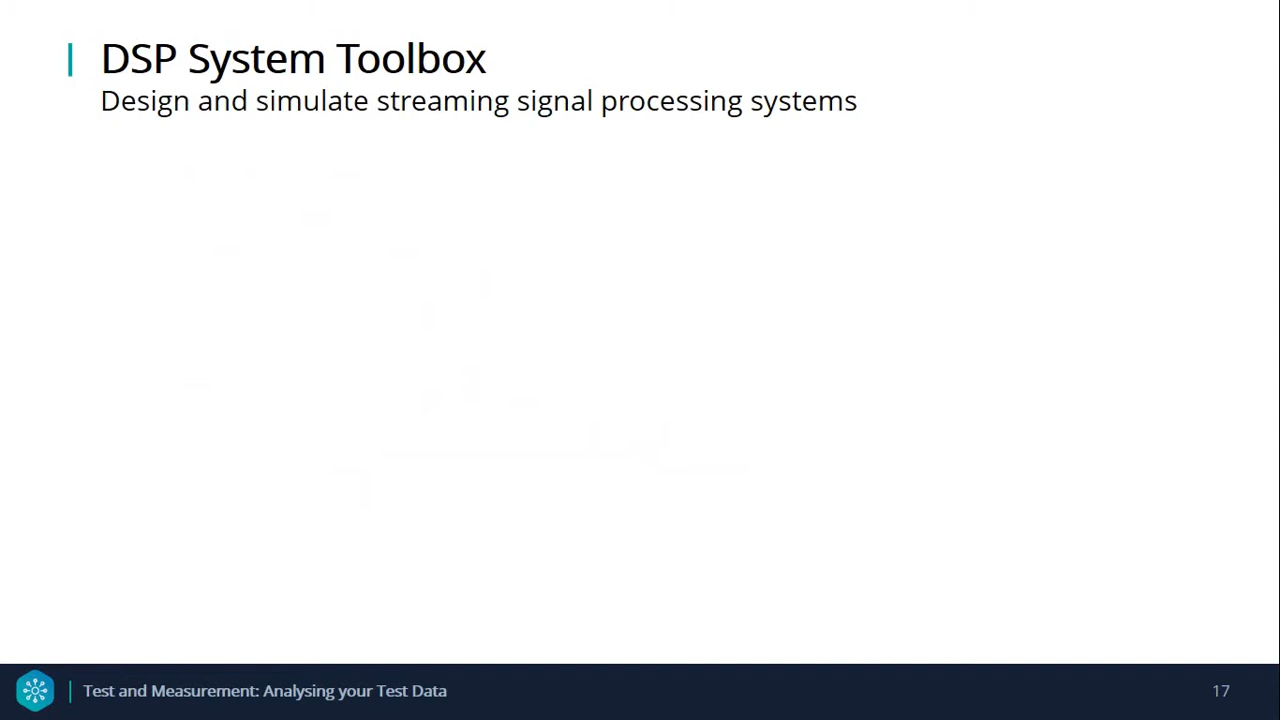 DSP System Toolbox
Design and simulate streaming signal processing systems
Test and Measurement: Analysing your Test Data
17